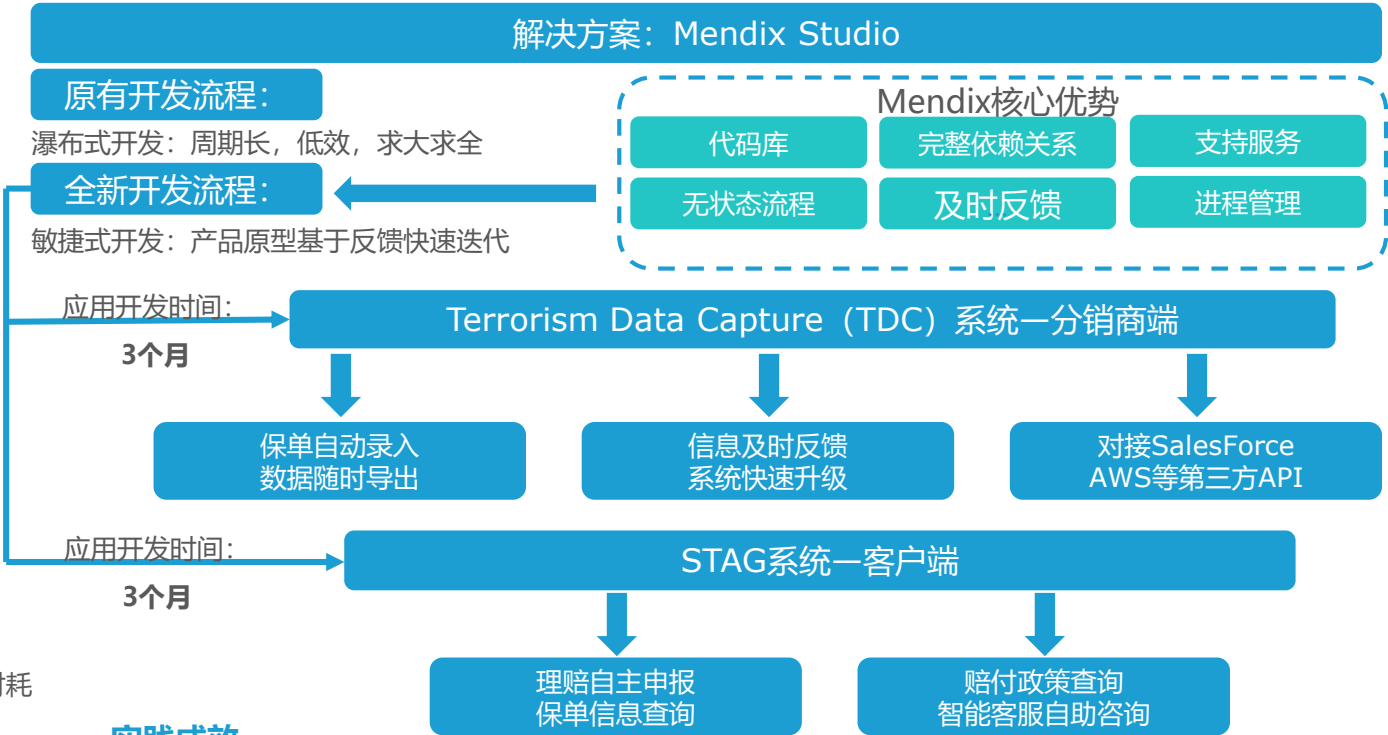 解决方案：Mendix Studio
原有开发流程：
瀑布式开发：周期长，低效，求大求全
全新开发流程：
敏捷式开发：产品原型基于反馈快速迭代
Mendix核心优势
代码库
完整依赖关系
支持服务
无状态流程
及时反馈
进程管理
应用开发时间：
3个月
Terrorism Data Capture（TDC）系统—分销商端
保单自动录入
数据随时导出
信息及时反馈
系统快速升级
对接SalesForce
AWS等第三方API
应用开发时间：
3个月
STAG系统—客户端
理赔自主申报
保单信息查询
赔付政策查询
智能客服自助咨询
耗
实践成效